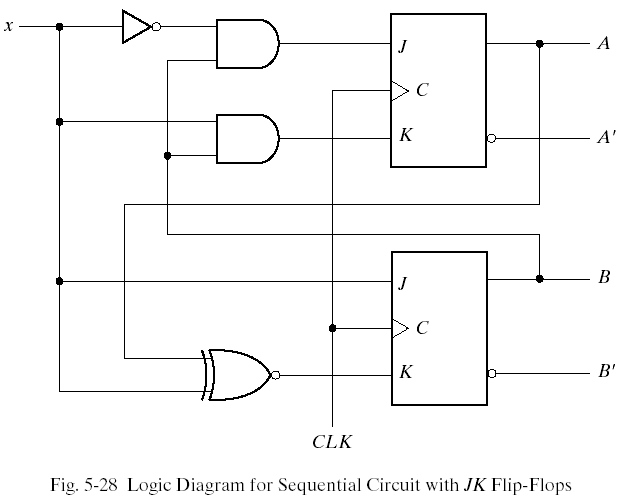 x
J
A
C
K
A'
J
B
C
K
B'
CLK
Fig. 5-28 Logic Diagram for Sequential Circuit with JK Flip-Flops